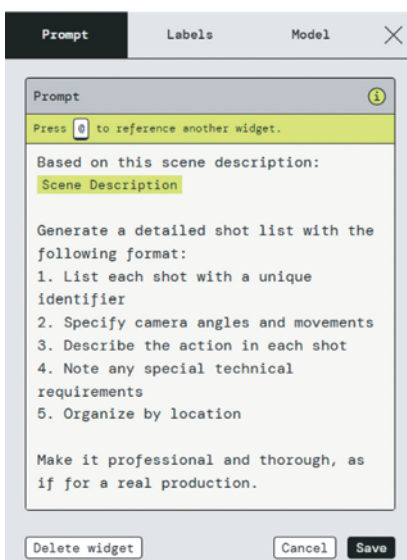 Prompt Labels Model
Prompt
Press @ to reference another widget.
Based on this scene description:
Scene Description
Generate a detailed shot list with the
following format:
1. List each shot with a unique
identifier
2. Specify camera angles and movements
3. Describe the action in each shot
4. Note any special technical
requirements
5. Organize by location
Make it professional and thorough, as
if for a real production.
Delete widget Cancel Save